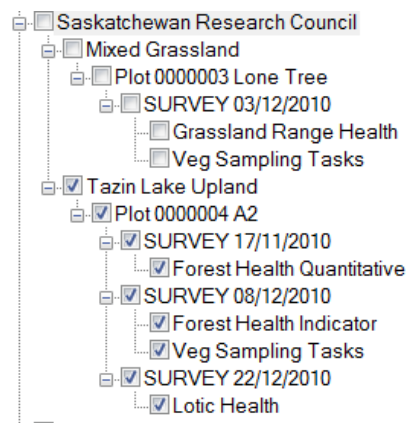 Saskatchewan Research Council
Mixed Grassland
Plot 0000003 Lone Tree
SURVEY 03/12/2010
Grassland Range Health
Veg Sampling Tasks
Tazin Lake Upland
Plot 0000004 A2
SURVEY 17/11/2010
Forest Health Quantitative
SURVEY 08/12/2010
Forest Health Indicator
Veg Sampling Tasks
SURVEY 22/12/2010
Lotic Health